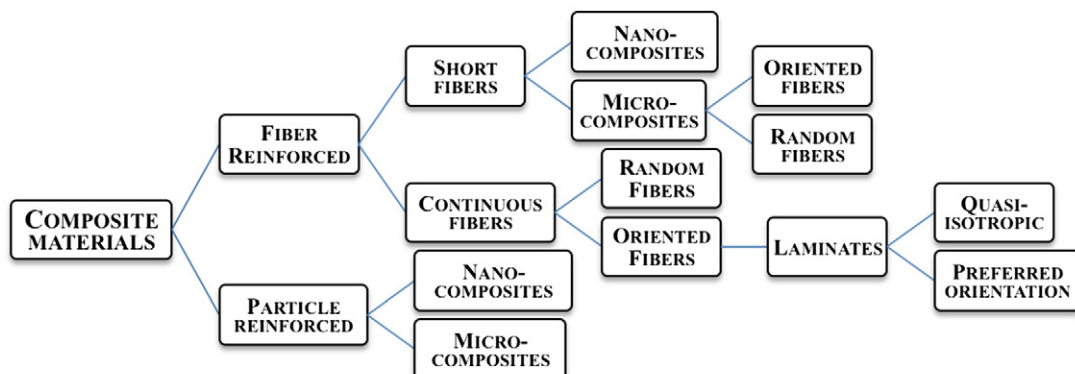 COMPOSITE
MATERIALS
FIBER
REINFORCED
SHORT
FIBERS
NANO-
COMPOSITES
MICRO-
COMPOSITES
ORIENTED
FIBERS
RANDOM
FIBERS
CONTINUOUS
FIBERS
RANDOM
FIBERS
ORIENTED
FIBERS
LAMINATES
QUASI-
ISOTROPIC
PREFERRED
ORIENTATION
PARTICLE
REINFORCED
NANO-
COMPOSITES
MICRO-
COMPOSITES